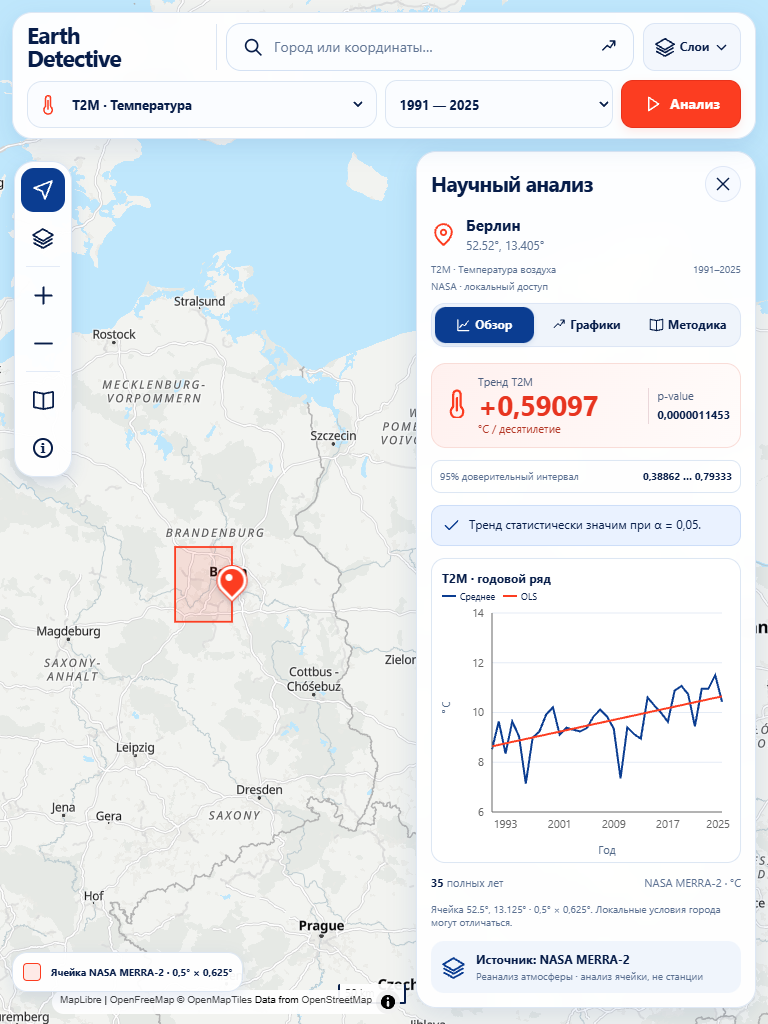 Earth
Detective
Город или координаты...
Слои
T2M · Температура
1991 — 2025
Анализ
Научный анализ
Берлин
52.52°, 13.405°
T2M · Температура воздуха
1991–2025
NASA · локальный доступ
Обзор
Графики
Методика
Тренд T2M
+0,59097
°C / десятилетие
p-value
0,0000011453
95% доверительный интервал
0,38862 … 0,79333
Тренд статистически значим при α = 0,05.
T2M · годовой ряд
Среднее
OLS
14
12
10
8
6
°C
1993
2001
2009
2017
2025
Год
35 полных лет
NASA MERRA-2 · °C
Ячейка 52.5°, 13.125° · 0,5° × 0,625°. Локальные условия города
могут отличаться.
Источник: NASA MERRA-2
Реанализ атмосферы · анализ ячейки, не станции
Stralsund
Rostock
MECKLENBURG-
VORPOMMERN
Szczecin
BRANDENBURG
Magdeburg
SAXONY-
ANHALT
Cottbus -
Chóśebuz
Leipzig
Dresden
Jena
Gera
SAXONY
Hof
Prague
Ячейка NASA MERRA-2 · 0,5° × 0,625°
MapLibre | OpenFreeMap © OpenMapTiles Data from OpenStreetMap